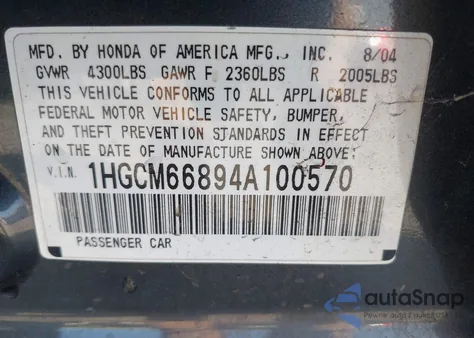 MFD. BY HONDA OF AMERICA MFG., INC. 8/04
GVWR 4300LBS GAWR F 2360LBS R 2005LBS
THIS VEHICLE CONFORMS TO ALL APPLICABLE
FEDERAL MOTOR VEHICLE SAFETY, BUMPER,
AND THEFT PREVENTION STANDARDS IN EFFECT
ON THE DATE OF MANUFACTURE SHOWN ABOVE.
V.I.N. 1HGCM66894A100570
PASSENGER CAR
autoSnap